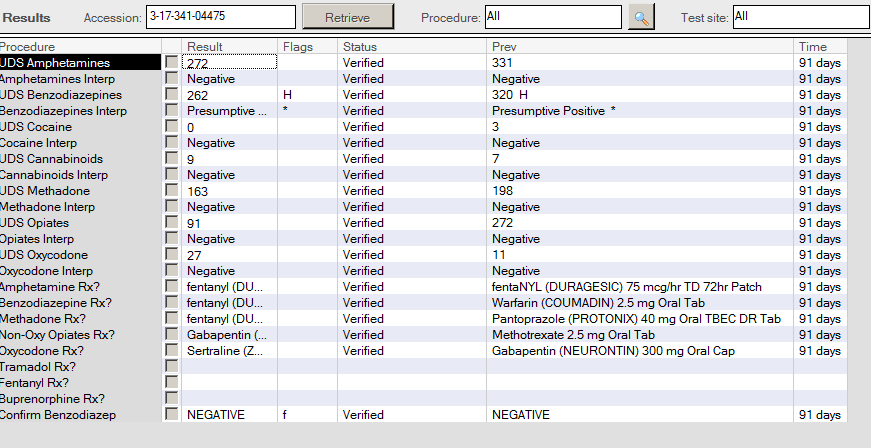 Results Accession: 3-17-341-04475 Retrieve Procedure: All Test site: All
Procedure Result Flags Status Prev Time
UDS Amphetamines 272 Verified 331 91 days
Amphetamines Interp Negative Verified Negative 91 days
UDS Benzodiazepines 262 H Verified 320 H 91 days
Benzodiazepines Interp Presumptive ... * Verified Presumptive Positive * 91 days
UDS Cocaine 0 Verified 3 91 days
Cocaine Interp Negative Verified Negative 91 days
UDS Cannabinoids 9 Verified 7 91 days
Cannabinoids Interp Negative Verified Negative 91 days
UDS Methadone 163 Verified 198 91 days
Methadone Interp Negative Verified Negative 91 days
UDS Opiates 91 Verified 272 91 days
Opiates Interp Negative Verified Negative 91 days
UDS Oxycodone 27 Verified 11 91 days
Oxycodone Interp Negative Verified Negative 91 days
Amphetamine Rx? fentanyl (DU... Verified fentaNYL (DURAGESIC) 75 mcg/hr TD 72hr Patch 91 days
Benzodiazepine Rx? fentanyl (DU... Verified Warfarin (COUMADIN) 2.5 mg Oral Tab 91 days
Methadone Rx? fentanyl (DU... Verified Pantoprazole (PROTONIX) 40 mg Oral TBEC DR Tab 91 days
Non-Oxy Opiates Rx? Gabapentin (... Verified Methotrexate 2.5 mg Oral Tab 91 days
Oxycodone Rx? Sertraline (Z... Verified Gabapentin (NEURONTIN) 300 mg Oral Cap 91 days
Tramadol Rx?
Fentanyl Rx?
Buprenorphine Rx?
Confirm Benzodiazep NEGATIVE f Verified NEGATIVE 91 days